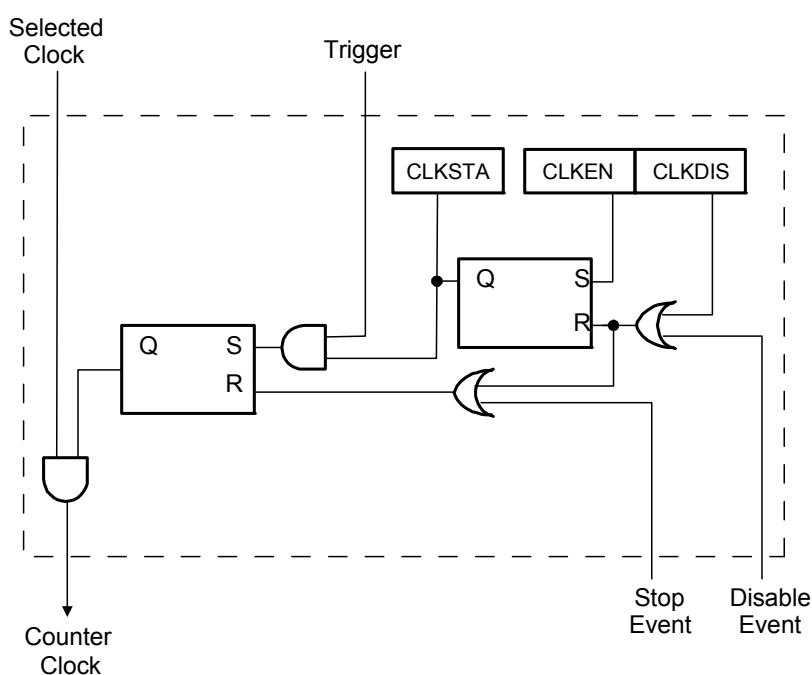 Selected
Clock
Trigger
CLKSTA
CLKEN
CLKDIS
Q
S
R
Q
S
R
Stop
Event
Disable
Event
Counter
Clock